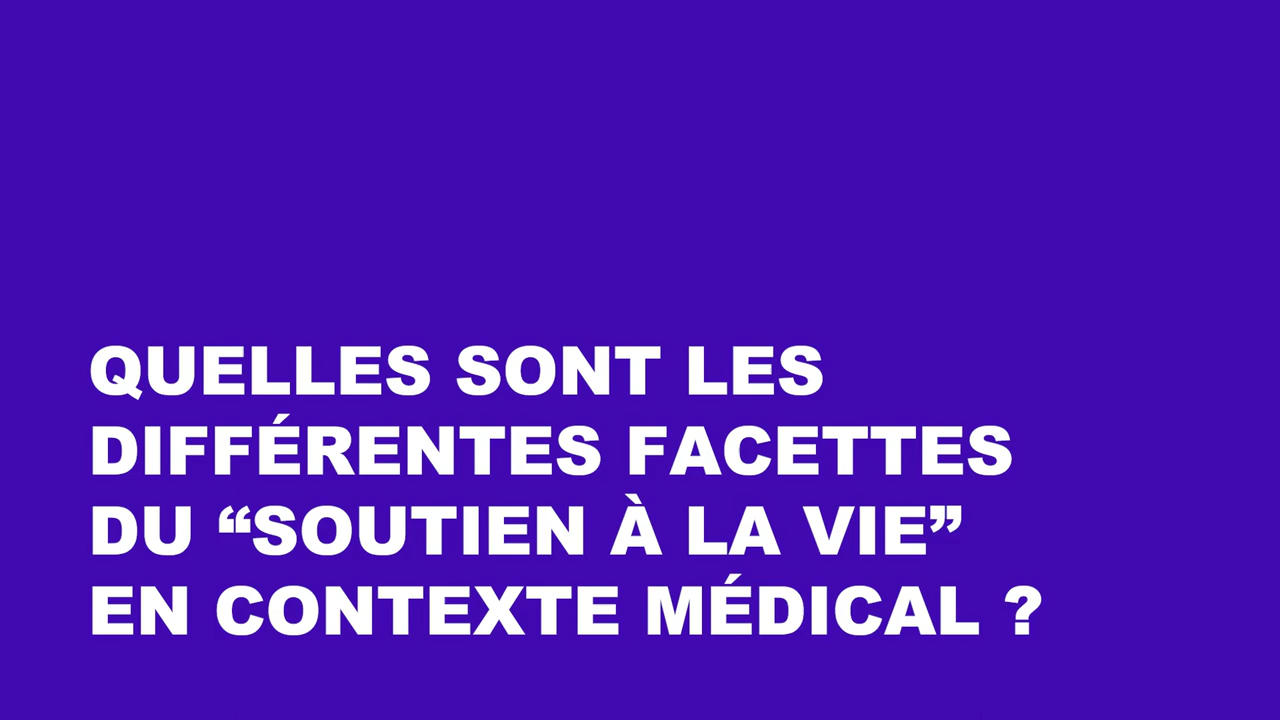 QUELLES SONT LES
DIFFÉRENTES FACETTES
DU “SOUTIEN À LA VIE”
EN CONTEXTE MÉDICAL ?